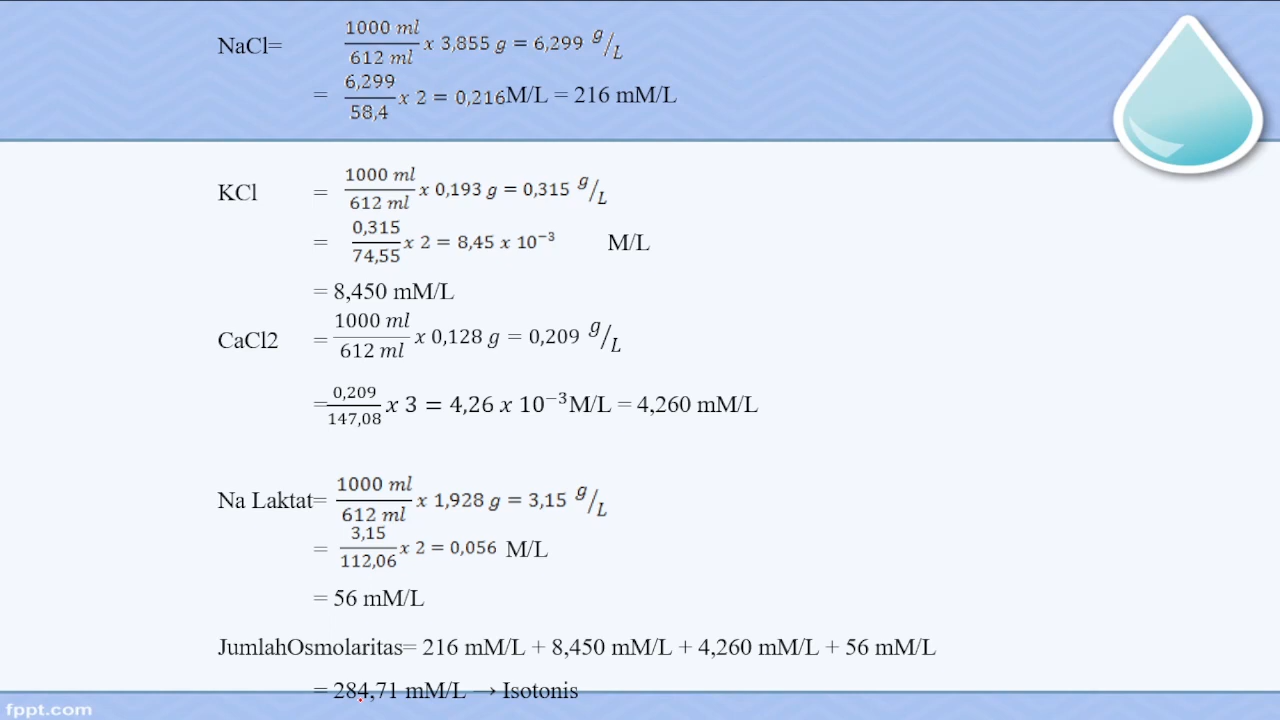 NaCl= 1000 ml/612 ml x 3,855 g = 6,299 g/L
= 6,299/58,4 x 2 = 0,216M/L = 216 mM/L
KCl = 1000 ml/612 ml x 0,193 g = 0,315 g/L
= 0,315/74,55 x 2 = 8,45 x 10⁻³ M/L
= 8,450 mM/L
CaCl2 = 1000 ml/612 ml x 0,128 g = 0,209 g/L
= 0,209/147,08 x 3 = 4,26 x 10⁻³M/L = 4,260 mM/L
Na Laktat= 1000 ml/612 ml x 1,928 g = 3,15 g/L
= 3,15/112,06 x 2 = 0,056 M/L
= 56 mM/L
JumlahOsmolaritas= 216 mM/L + 8,450 mM/L + 4,260 mM/L + 56 mM/L
= 284,71 mM/L → Isotonis
fppt.com